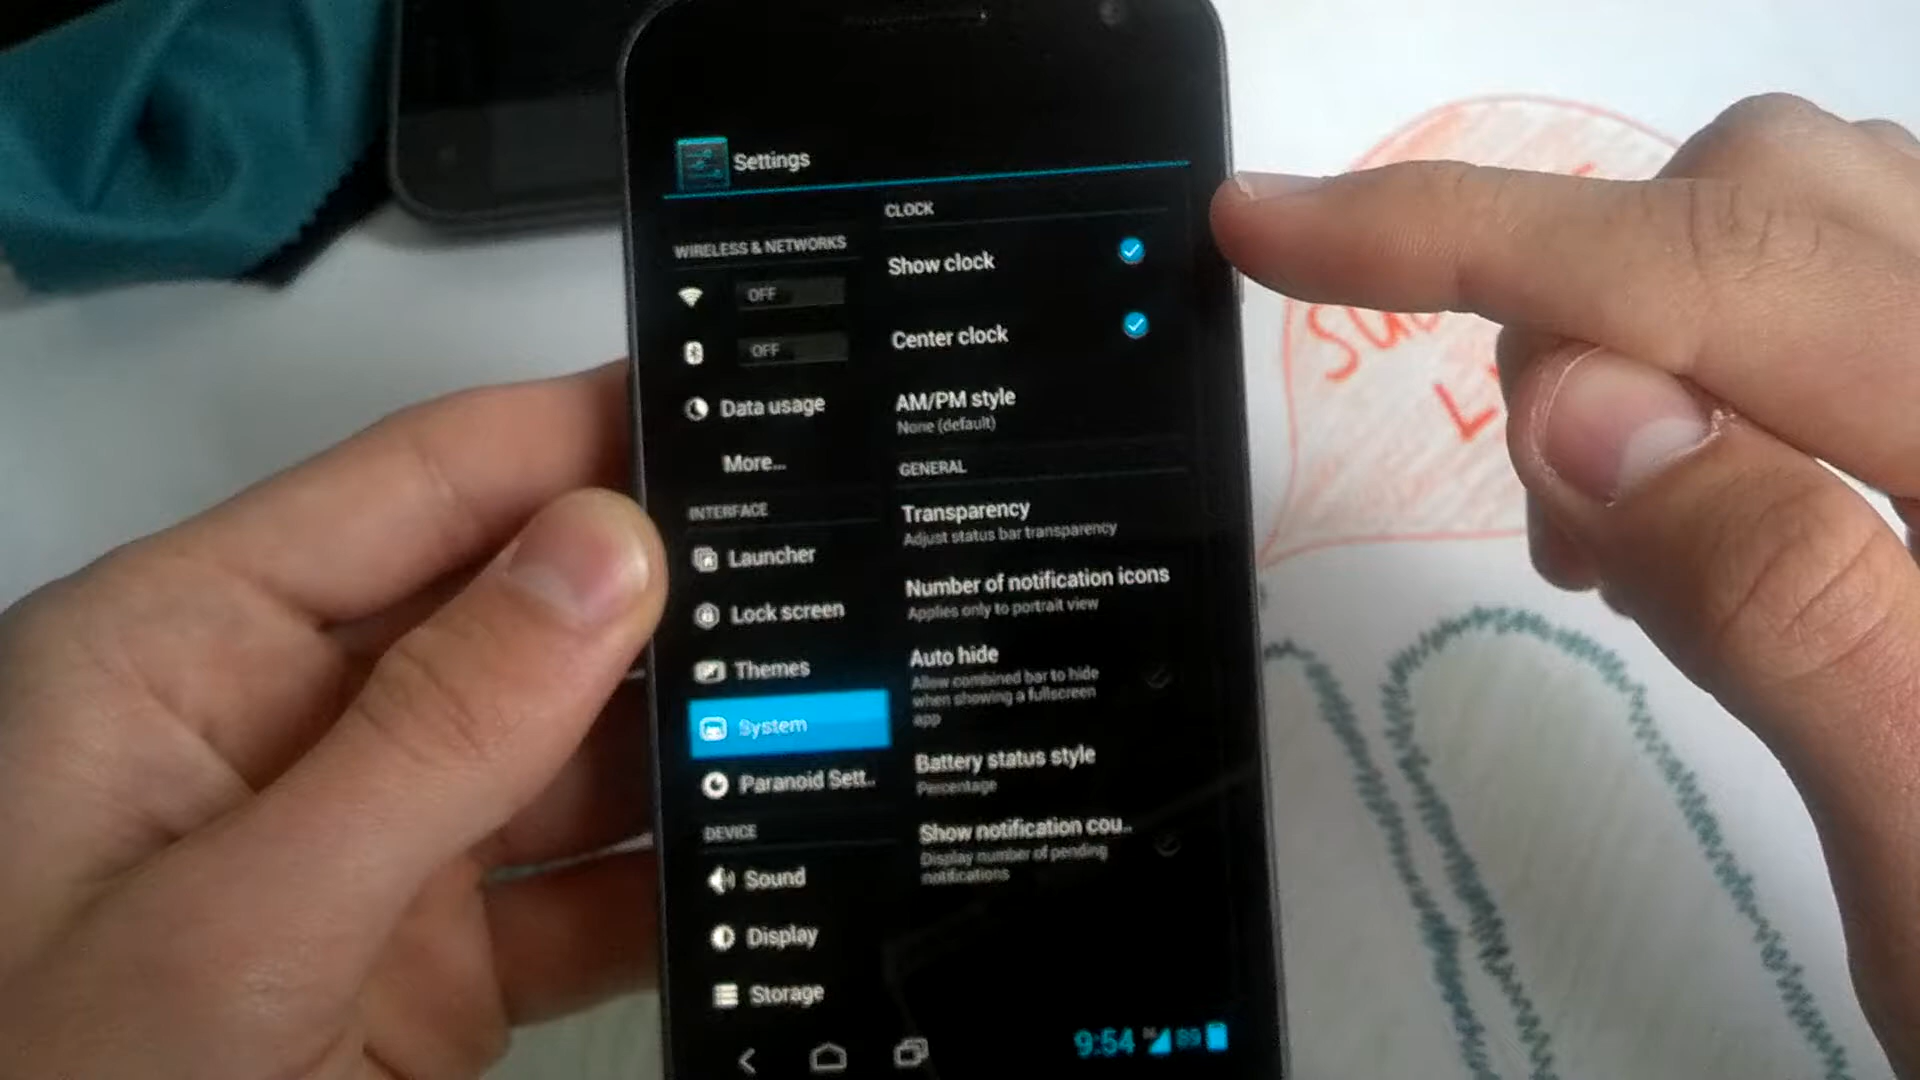 Settings
WIRELESS & NETWORKS
OFF
OFF
Data usage
More...
INTERFACE
Launcher
Lock screen
Themes
System
Paranoid Sett..
DEVICE
Sound
Display
Storage
CLOCK
Show clock
Center clock
AM/PM style
None (default)
GENERAL
Transparency
Adjust status bar transparency
Number of notification icons
Applies only to portrait view
Auto hide
Allow combined bar to hide
when showing a fullscreen
app
Battery status style
Percentage
Show notification cou..
Display number of pending
notifications
9:54 89